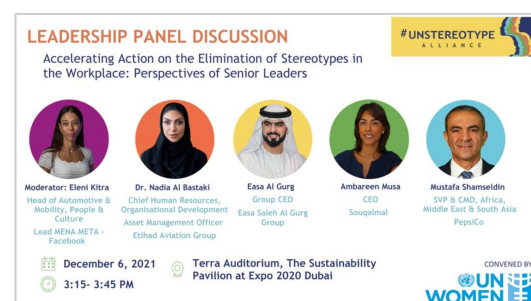 LEADERSHIP PANEL DISCUSSION
#UNSTEREOTYPE
ALLIANCE
Accelerating Action on the Elimination of Stereotypes in
the Workplace: Perspectives of Senior Leaders
Moderator: Eleni Kitra
Head of Automotive &
Mobility, People &
Culture
Lead MENA META -
Facebook
Dr. Nadia Al Bastaki
Chief Human Resources,
Organisational Development
Asset Management Officer
Etihad Aviation Group
Easa Al Gurg
Group CEO
Easa Saleh Al Gurg
Group
Ambareen Musa
CEO
Souqalmal
Mustafa Shamseldin
SVP & CMO, Africa,
Middle East & South Asia
PepsiCo
December 6, 2021
3:15- 3:45 PM
Terra Auditorium, The Sustainability
Pavilion at Expo 2020 Dubai
CONVENED BY
UN
WOMEN